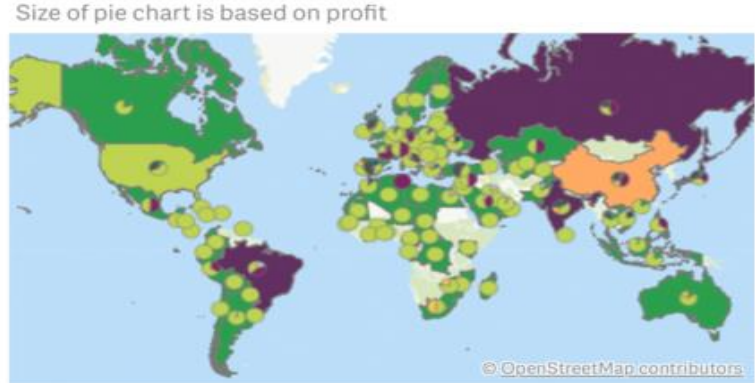 Size of pie chart is based on profit
© OpenStreetMap contributors